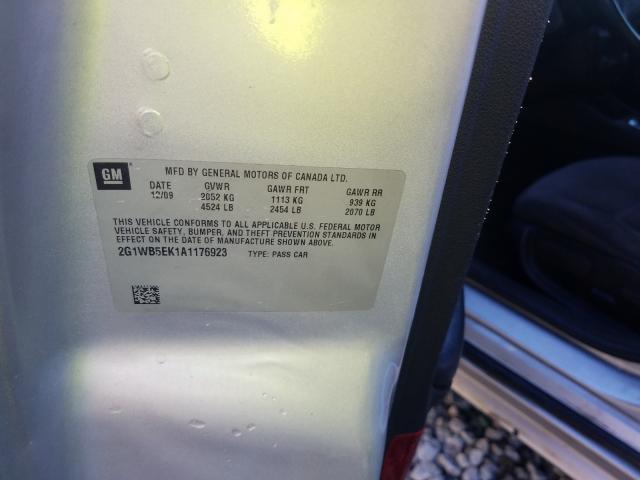 GM
MFD BY GENERAL MOTORS OF CANADA LTD.
DATE GVWR GAWR FRT GAWR RR
12/09 2052 KG 1113 KG 939 KG
4524 LB 2454 LB 2070 LB
THIS VEHICLE CONFORMS TO ALL APPLICABLE U.S. FEDERAL MOTOR
VEHICLE SAFETY, BUMPER, AND THEFT PREVENTION STANDARDS IN
EFFECT ON THE DATE OF MANUFACTURE SHOWN ABOVE.
2G1WB5EK1A1176923 TYPE: PASS CAR